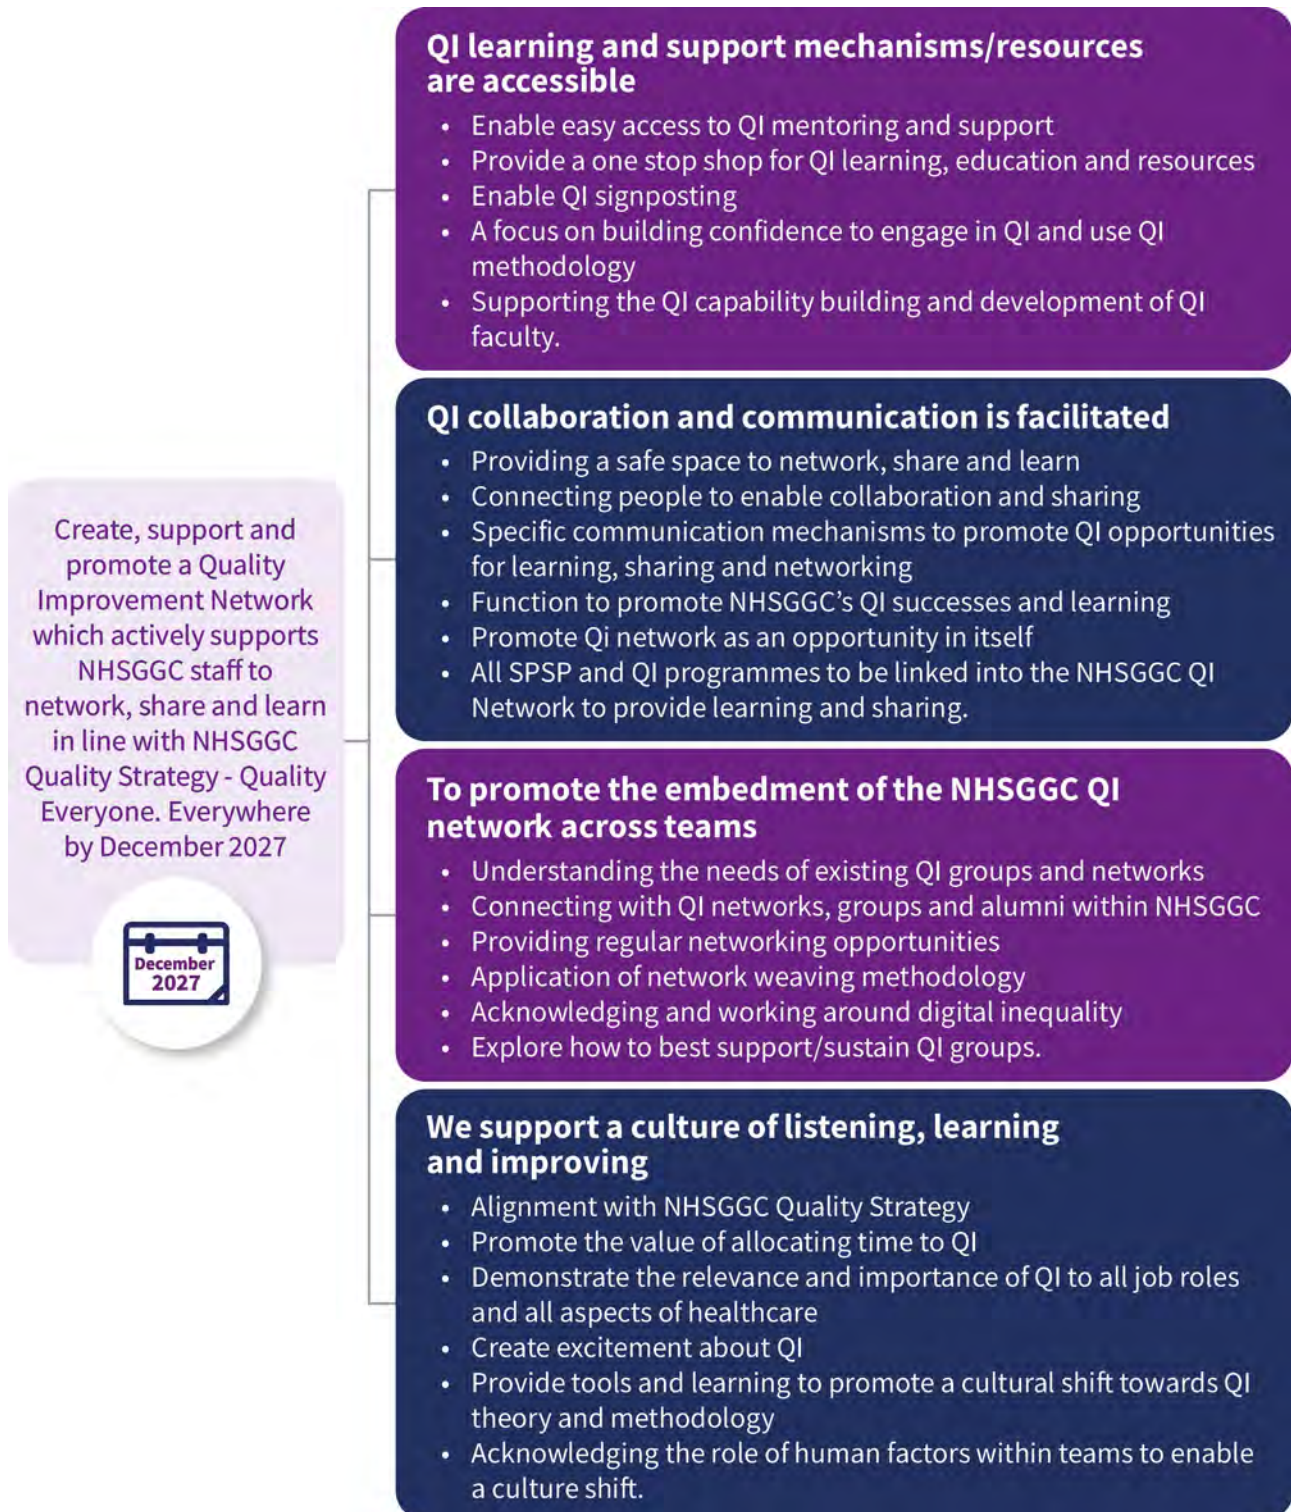 Create, support and
promote a Quality
Improvement Network
which actively supports
NHSGGC staff to
network, share and learn
in line with NHSGGC
Quality Strategy - Quality
Everyone. Everywhere
by December 2027
December
2027
QI learning and support mechanisms/resources
are accessible
• Enable easy access to QI mentoring and support
• Provide a one stop shop for QI learning, education and resources
• Enable QI signposting
• A focus on building confidence to engage in QI and use QI
methodology
• Supporting the QI capability building and development of QI
faculty.
QI collaboration and communication is facilitated
• Providing a safe space to network, share and learn
• Connecting people to enable collaboration and sharing
• Specific communication mechanisms to promote QI opportunities
for learning, sharing and networking
• Function to promote NHSGGC’s QI successes and learning
• Promote Qi network as an opportunity in itself
• All SPSP and QI programmes to be linked into the NHSGGC QI
Network to provide learning and sharing.
To promote the embedment of the NHSGGC QI
network across teams
• Understanding the needs of existing QI groups and networks
• Connecting with QI networks, groups and alumni within NHSGGC
• Providing regular networking opportunities
• Application of network weaving methodology
• Acknowledging and working around digital inequality
• Explore how to best support/sustain QI groups.
We support a culture of listening, learning
and improving
• Alignment with NHSGGC Quality Strategy
• Promote the value of allocating time to QI
• Demonstrate the relevance and importance of QI to all job roles
and all aspects of healthcare
• Create excitement about QI
• Provide tools and learning to promote a cultural shift towards QI
theory and methodology
• Acknowledging the role of human factors within teams to enable
a culture shift.